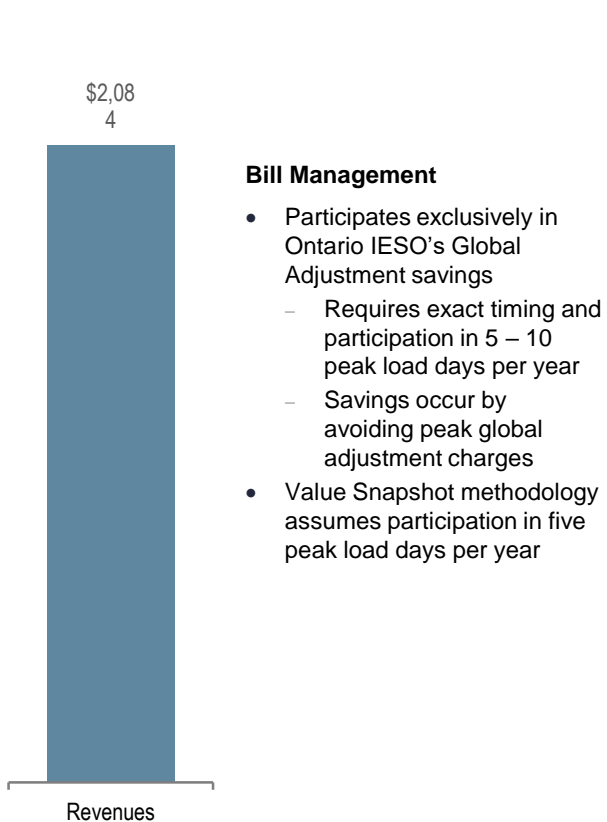 $2,08
4
Bill Management
• Participates exclusively in
Ontario IESO’s Global
Adjustment savings
– Requires exact timing and
participation in 5 – 10
peak load days per year
– Savings occur by
avoiding peak global
adjustment charges
• Value Snapshot methodology
assumes participation in five
peak load days per year
Revenues